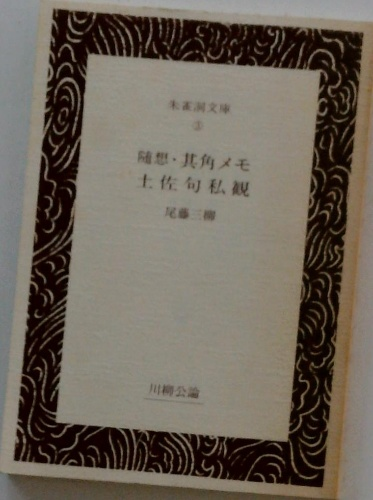 朱雀洞文庫
②
随想・其角メモ
土佐句私観
尾藤三柳
川柳公論